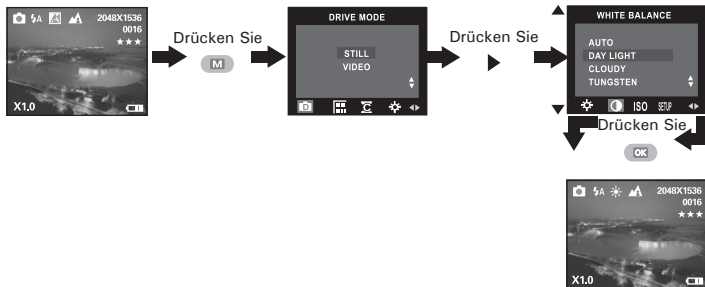 2048X1536
0016
X1.0
Drücken Sie
M
DRIVE MODE
STILL
VIDEO
Drücken Sie
WHITE BALANCE
AUTO
DAY LIGHT
CLOUDY
TUNGSTEN
ISO SETUP
Drücken Sie
OK
2048X1536
0016
X1.0